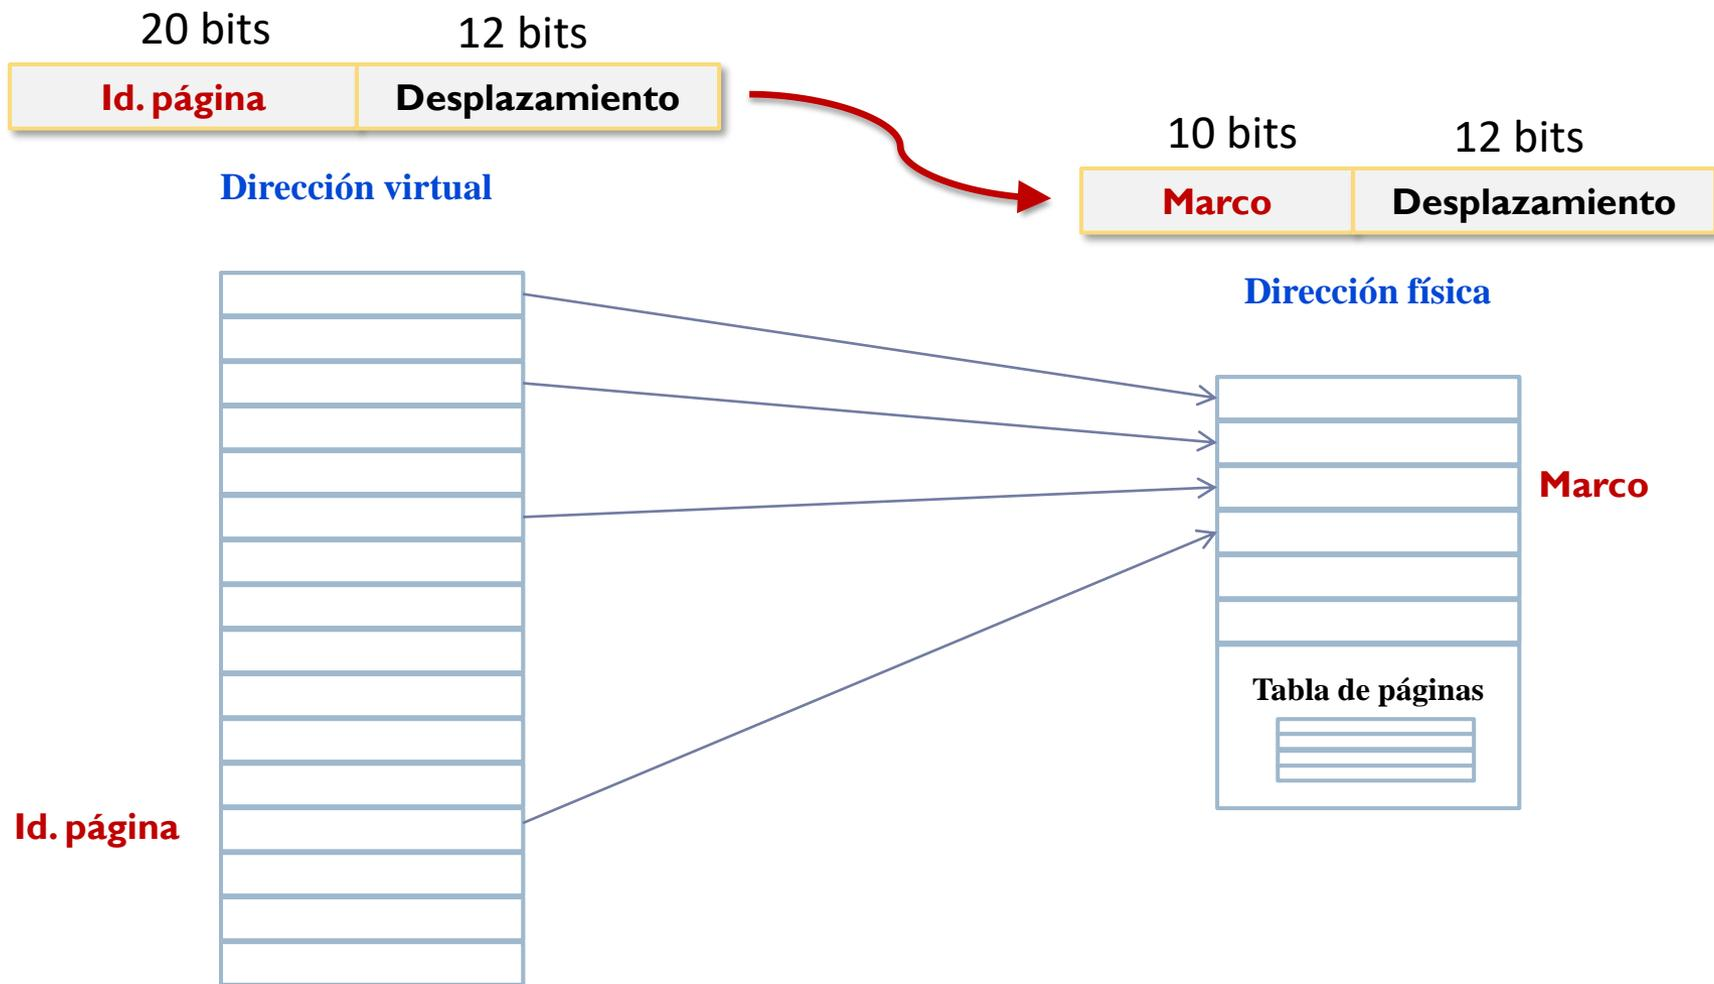 20 bits
12 bits
Id. página
Desplazamiento
Dirección virtual
10 bits
12 bits
Marco
Desplazamiento
Dirección física
Marco
Tabla de páginas
Id. página